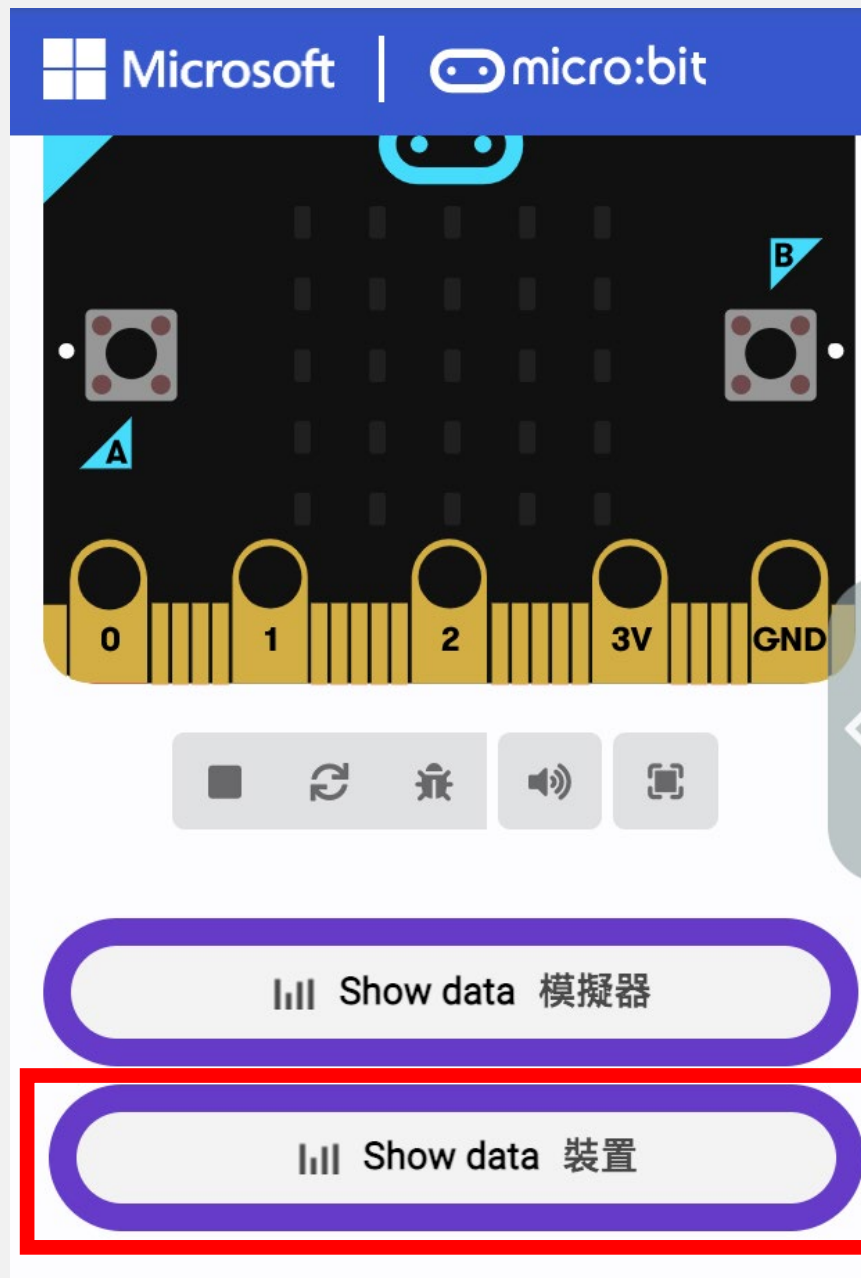 Microsoft | micro:bit
B
A
0 1 2 3V GND
Show data 模擬器
Show data 裝置